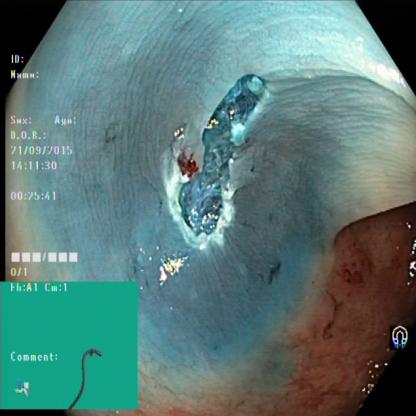 ID:
Name:
Sex: Age:
D.O.B.:
21/09/2015
14:11:30
00:25:41
■■■/■■■
0/1
Eh:A1 Cm:1
Comment: